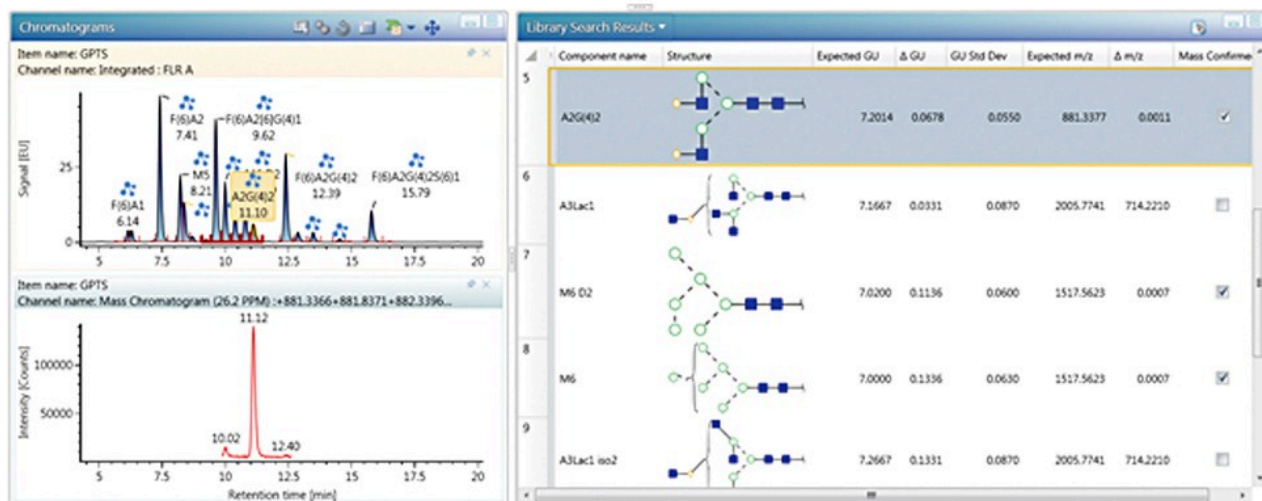 Chromatograms
Item name: GPTS
Channel name: Integrated : FLR A
Signal [EU]
25
0
F(6)A1
6.14
F(6)A2
7.41
M5
8.21
F(6)A2[6]G(4)1
9.62
A2G(4)2
11.10
F(6)A2G(4)2
12.39
F(6)A2G(4)2S(6)1
15.79
5 7.5 10 12.5 15 17.5 20
Item name: GPTS
Channel name: Mass Chromatogram (26.2 PPM) :+881.3366+881.8371+882.3396...
Intensity [Counts]
100000
50000
10.02
11.12
12.40
5 7.5 10 12.5 15 17.5 20
Retention time [min]
Library Search Results
Component name Structure Expected GU Δ GU GU Std Dev Expected m/z Δ m/z Mass Confirme
5
A2G(4)2 7.2014 0.0678 0.0550 881.3377 0.0011
6
A3Lac1 7.1667 0.0331 0.0870 2005.7741 714.2210
7
M6 D2 7.0200 0.1136 0.0600 1517.5623 0.0007
8
M6 7.0000 0.1336 0.0630 1517.5623 0.0007
9
A3Lac1 iso2 7.2667 0.1331 0.0870 2005.7741 714.2210